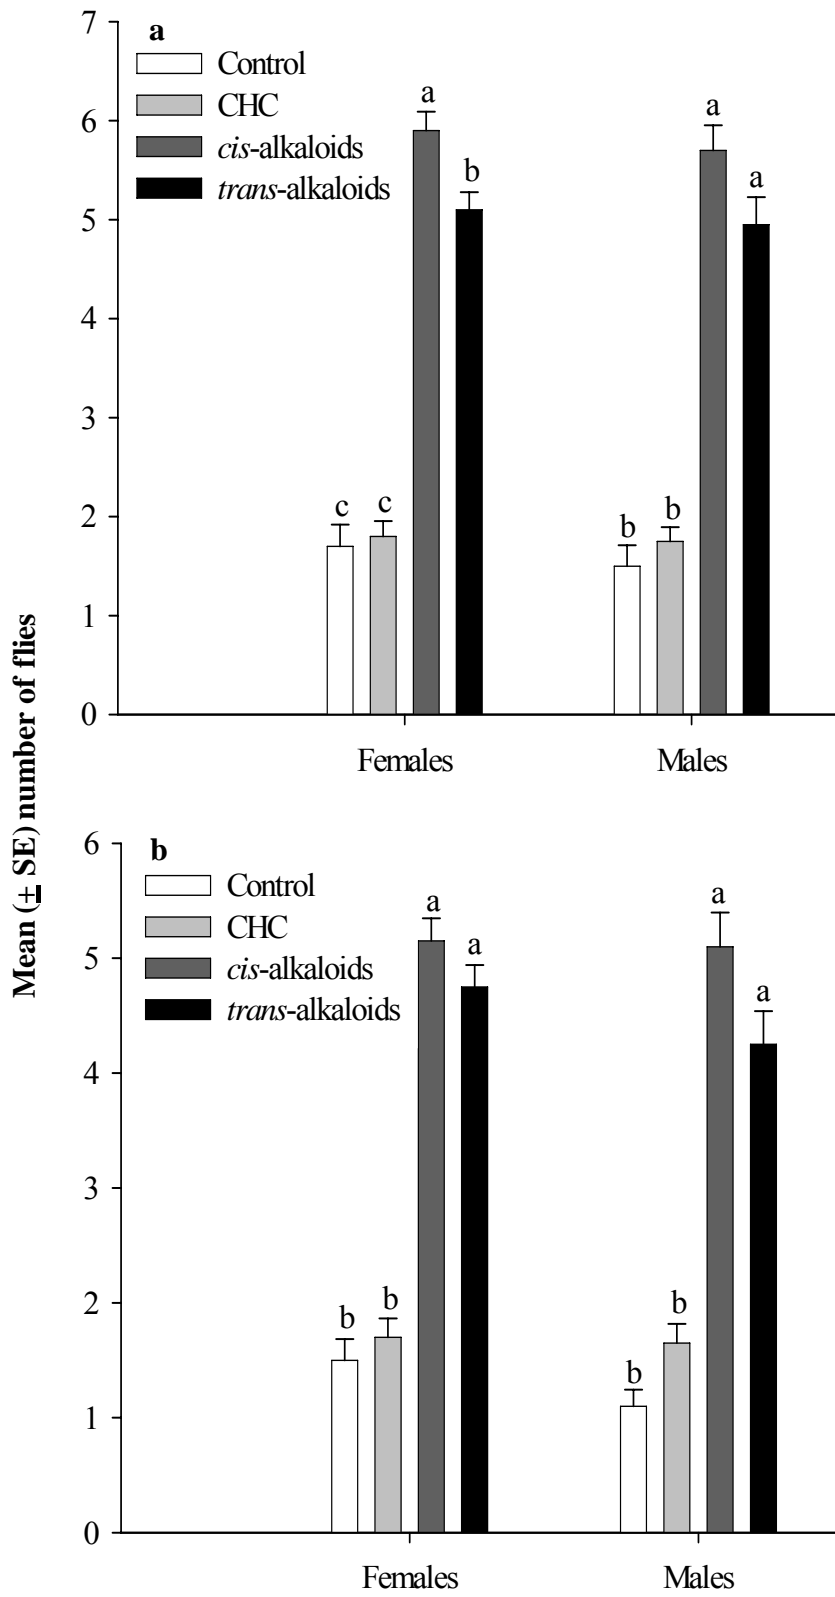 7
6
5
4
3
2
1
0
a
Control
CHC
cis-alkaloids
trans-alkaloids
c
c
a
b
b
b
a
a
Females
Males
Mean (± SE) number of flies
6
5
4
3
2
1
0
b
Control
CHC
cis-alkaloids
trans-alkaloids
b
b
a
a
b
b
a
a
Females
Males